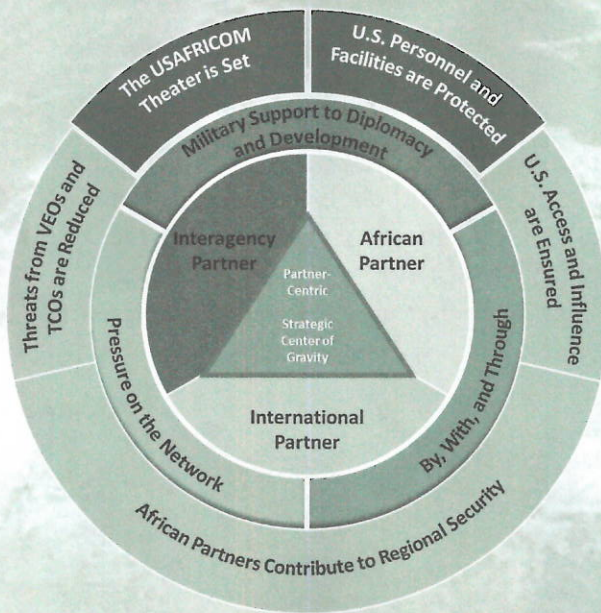 The USAFRICOM
Theater is Set
U.S. Personnel and
Facilities are Protected
Military Support to Diplomacy
and Development
Threats from VEOs and
TCOs are Reduced
U.S. Access and Influence
are Ensured
Interagency
Partner
African
Partner
Partner-
Centric
Strategic
Center of
Gravity
International
Partner
Pressure on the Network
By, With, and Through
African Partners Contribute to Regional Security